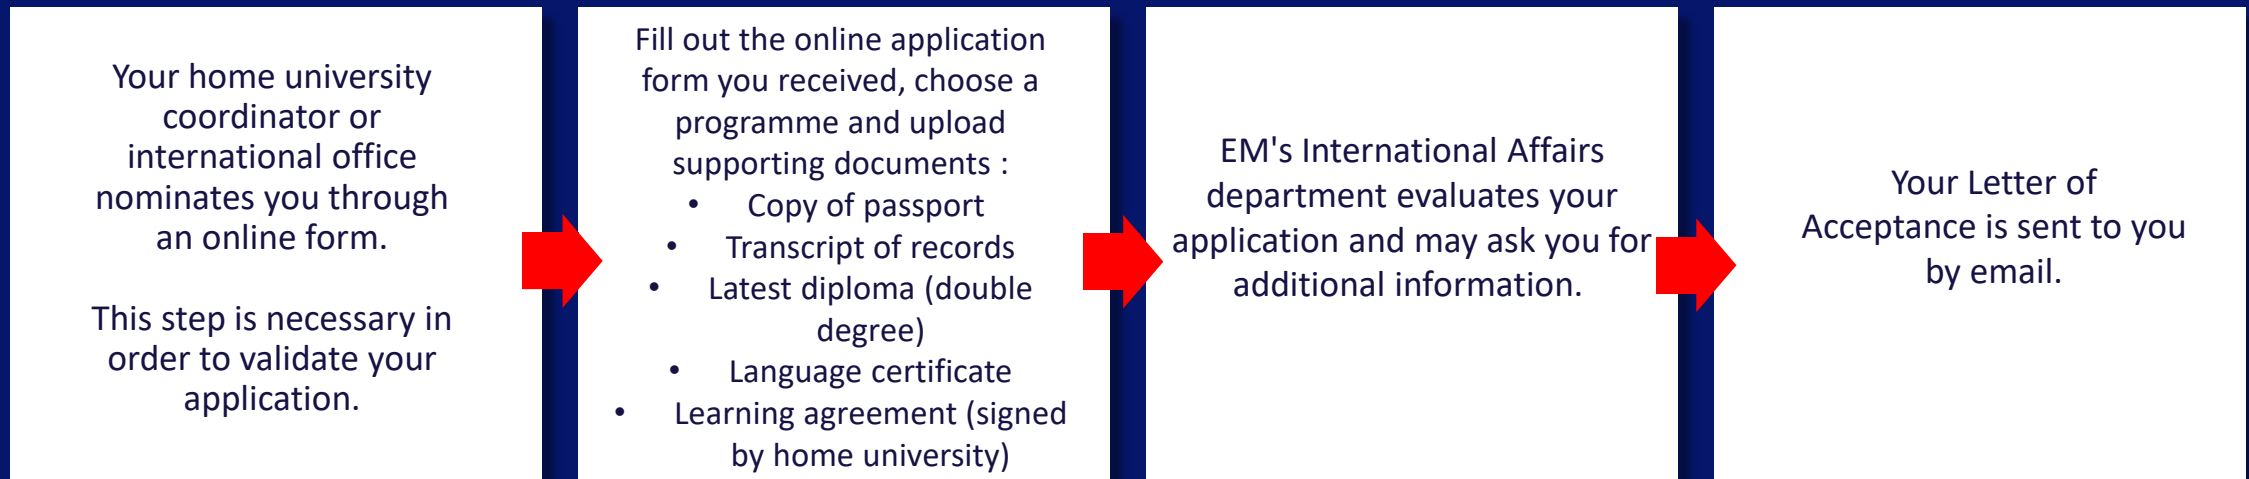 Your home university
coordinator or
international office
nominates you through
an online form.
This step is necessary in
order to validate your
application.
Fill out the online application
form you received, choose a
programme and upload
supporting documents :
• Copy of passport
• Transcript of records
• Latest diploma (double
degree)
• Language certificate
• Learning agreement (signed
by home university)
EM's International Affairs
department evaluates your
application and may ask you for
additional information.
Your Letter of
Acceptance is sent to you
by email.